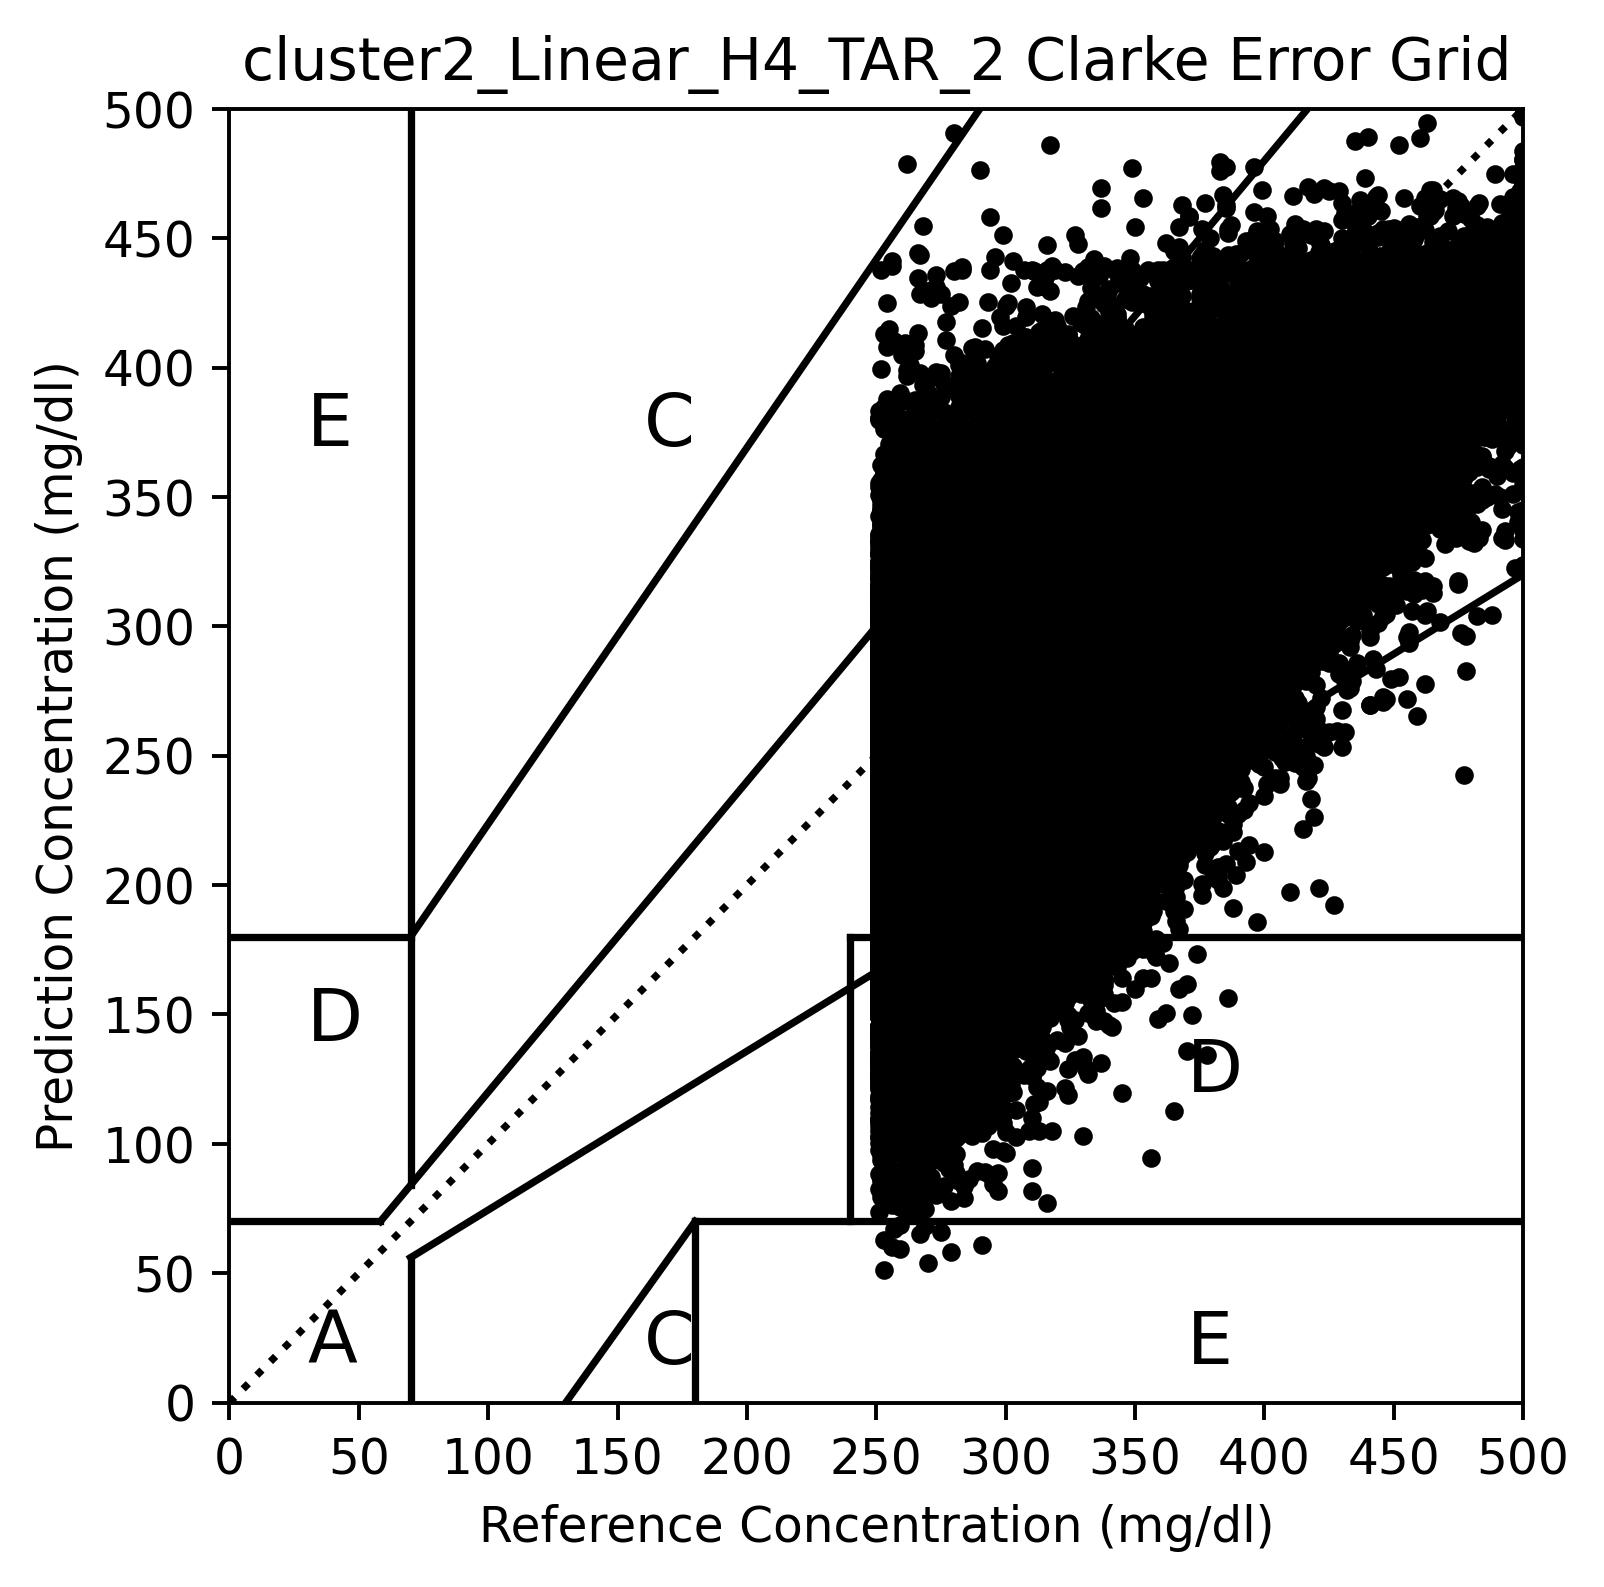 cluster2_Linear_H4_TAR_2 Clarke Error Grid
500
450
400
350
300
250
200
150
100
50
0
Prediction Concentration (mg/dl)
E
C
D
D
A
C
E
0 50 100 150 200 250 300 350 400 450 500
Reference Concentration (mg/dl)